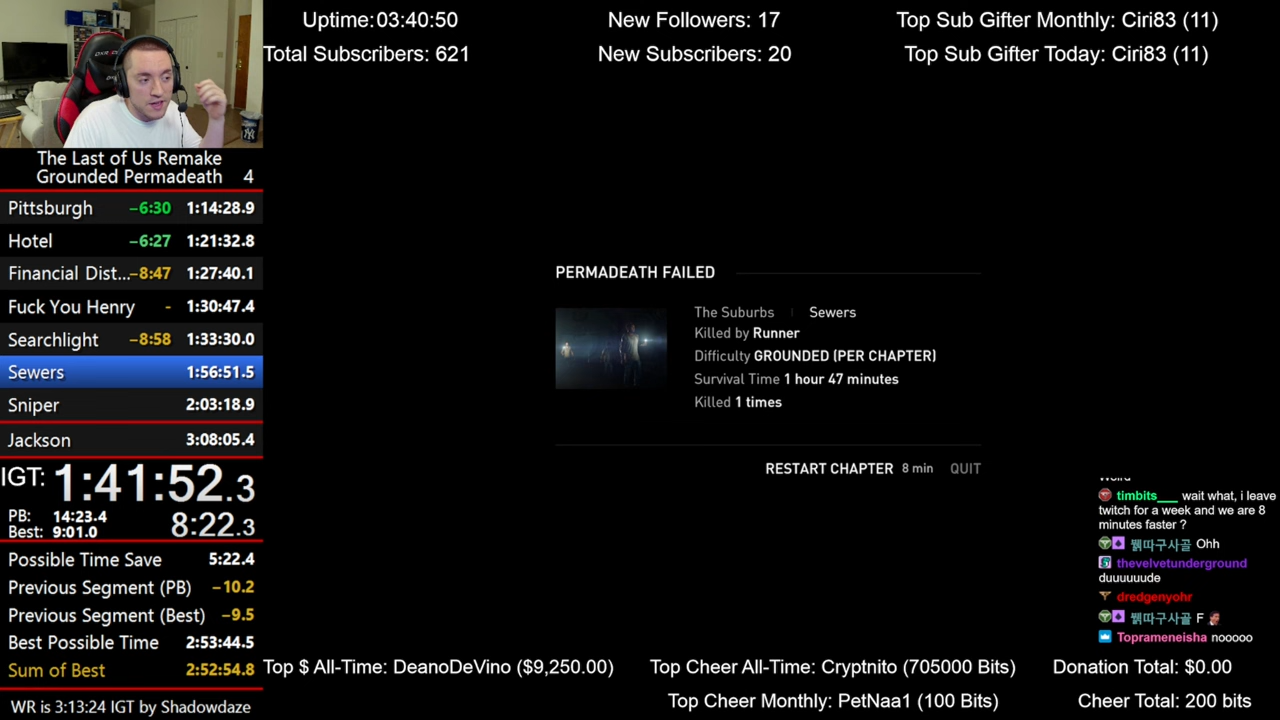 Uptime:03:40:50
New Followers: 17
Top Sub Gifter Monthly: Ciri83 (11)
Total Subscribers: 621
New Subscribers: 20
Top Sub Gifter Today: Ciri83 (11)
The Last of Us Remake
Grounded Permadeath 4
Pittsburgh −6:30 1:14:28.9
Hotel −6:27 1:21:32.8
Financial Dist... −8:47 1:27:40.1
Fuck You Henry - 1:30:47.4
Searchlight −8:58 1:33:30.0
Sewers 1:56:51.5
Sniper 2:03:18.9
Jackson 3:08:05.4
IGT: 1:41:52.3
PB: 14:23.4
Best: 9:01.0
8:22.3
Possible Time Save 5:22.4
Previous Segment (PB) −10.2
Previous Segment (Best) −9.5
Best Possible Time 2:53:44.5
Sum of Best 2:52:54.8
WR is 3:13:24 IGT by Shadowdaze
PERMADEATH FAILED
The Suburbs | Sewers
Killed by Runner
Difficulty GROUNDED (PER CHAPTER)
Survival Time 1 hour 47 minutes
Killed 1 times
RESTART CHAPTER 8 min QUIT
timbits___ wait what, i leave
twitch for a week and we are 8
minutes faster ?
Ohh
thevelvetunderground
duuuuude
dredgenyohr
F
Toprameneisha nooooo
Top $ All-Time: DeanoDeVino ($9,250.00)
Top Cheer All-Time: Cryptnito (705000 Bits)
Donation Total: $0.00
Top Cheer Monthly: PetNaa1 (100 Bits)
Cheer Total: 200 bits